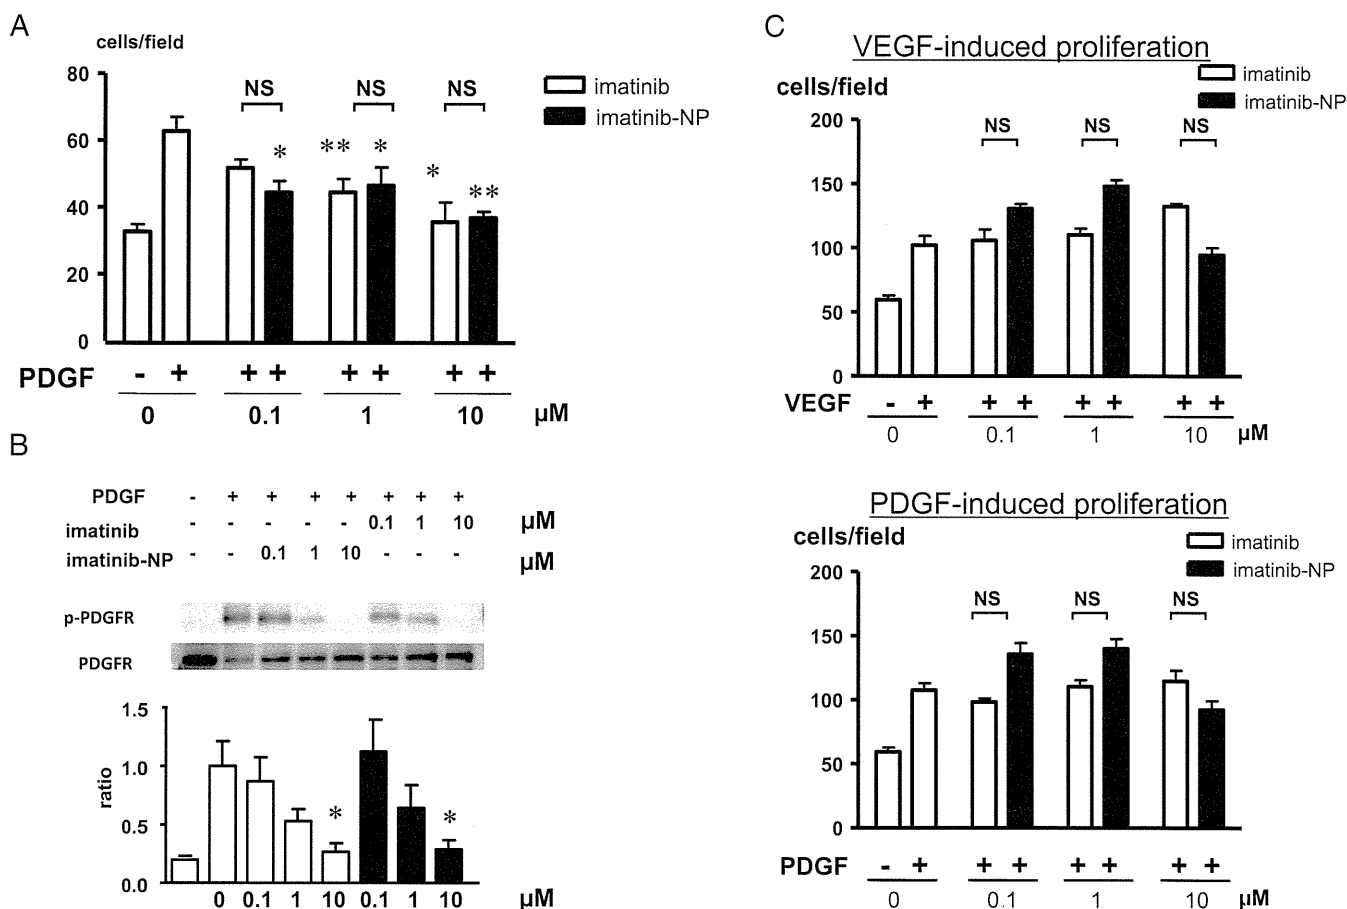 A
cells/field
80
60
40
20
0
NS NS NS
* ** * * **
imatinib
imatinib-NP
PDGF - + + + + + + +
0 0.1 1 10 µM
B
PDGF - + + + + + + +
imatinib - - - - - 0.1 1 10 µM
imatinib-NP - - 0.1 1 10 - - - µM
p-PDGFR
PDGFR
1.5
1.0
0.5
0.0
ratio
* *
0 0.1 1 10 0.1 1 10 µM
C
VEGF-induced proliferation
cells/field
imatinib
imatinib-NP
200
150
100
50
0
NS NS NS
VEGF - + + + + + + +
0 0.1 1 10 µM
PDGF-induced proliferation
cells/field
imatinib
imatinib-NP
200
150
100
50
0
NS NS NS
PDGF - + + + + + + +
0 0.1 1 10 µM